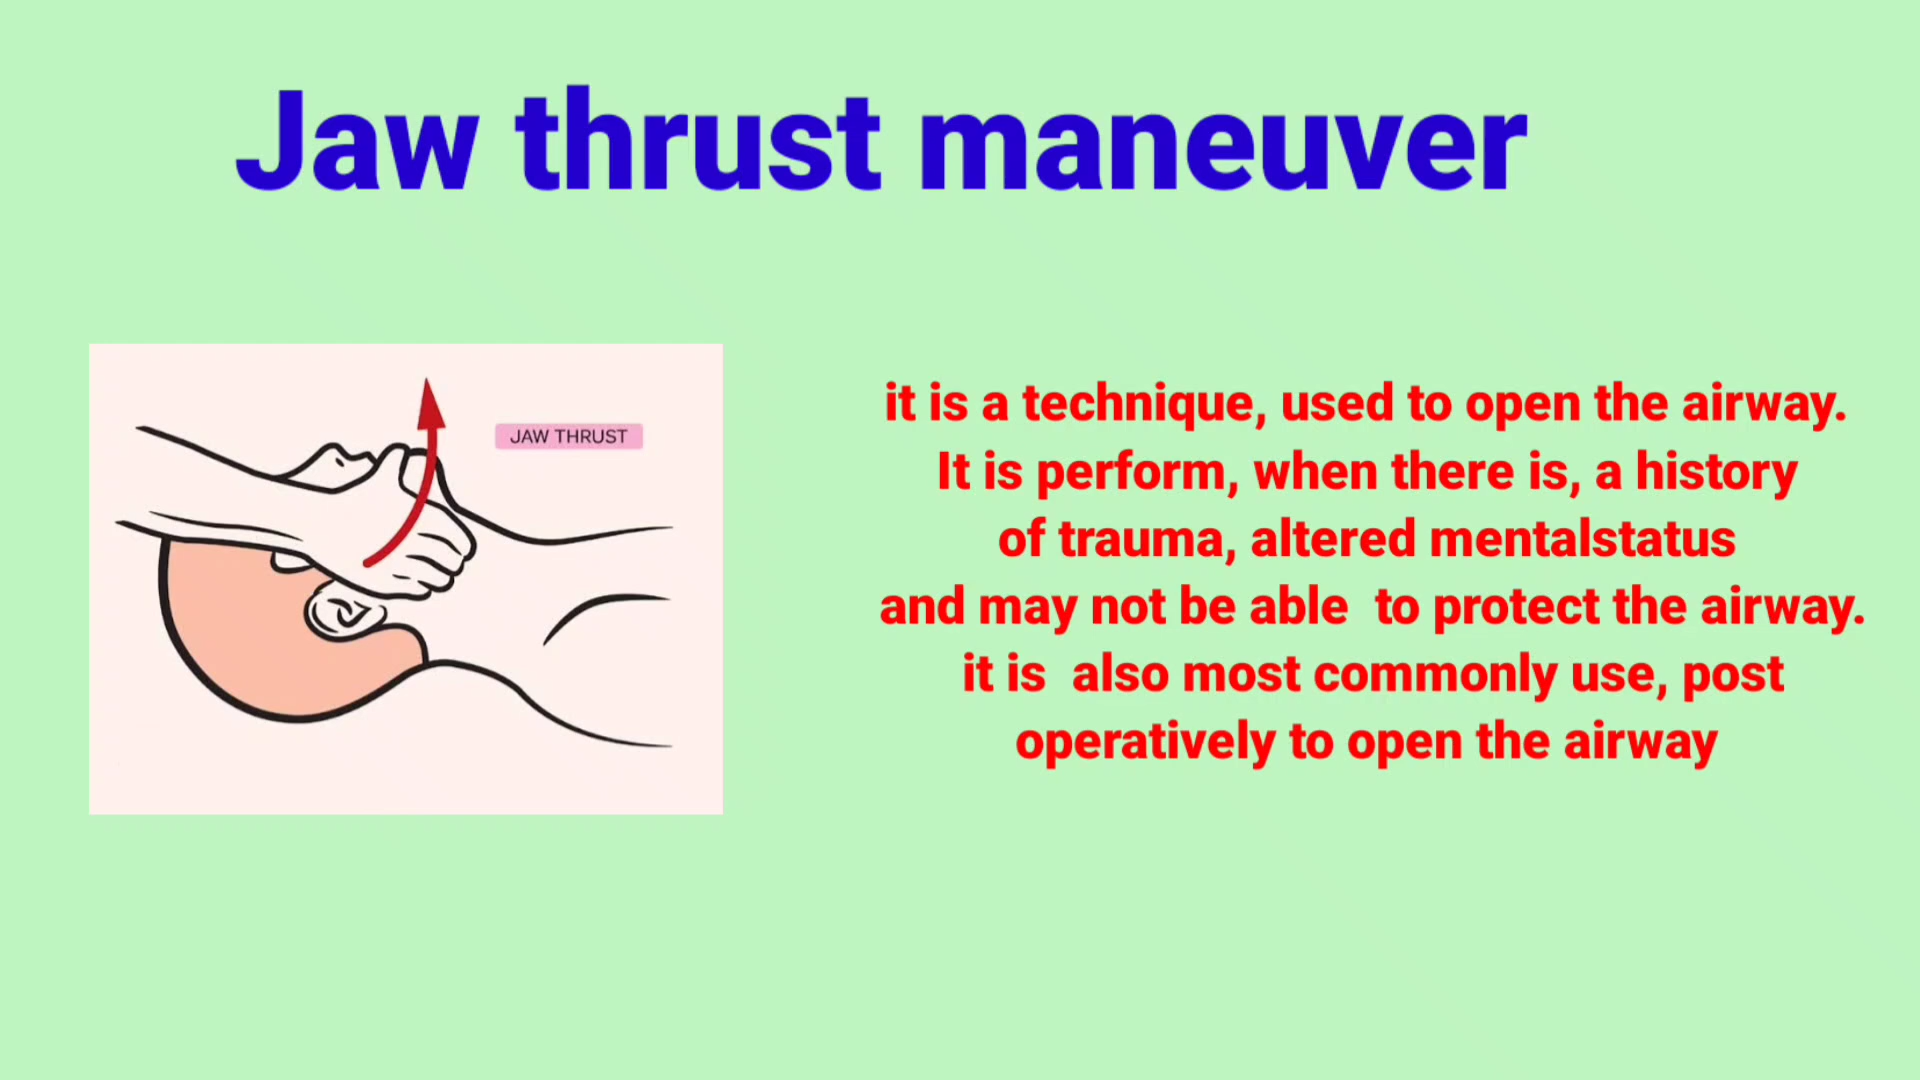 Jaw thrust maneuver
JAW THRUST
it is a technique, used to open the airway.
It is perform, when there is, a history
of trauma, altered mentalstatus
and may not be able  to protect the airway.
it is  also most commonly use, post
operatively to open the airway